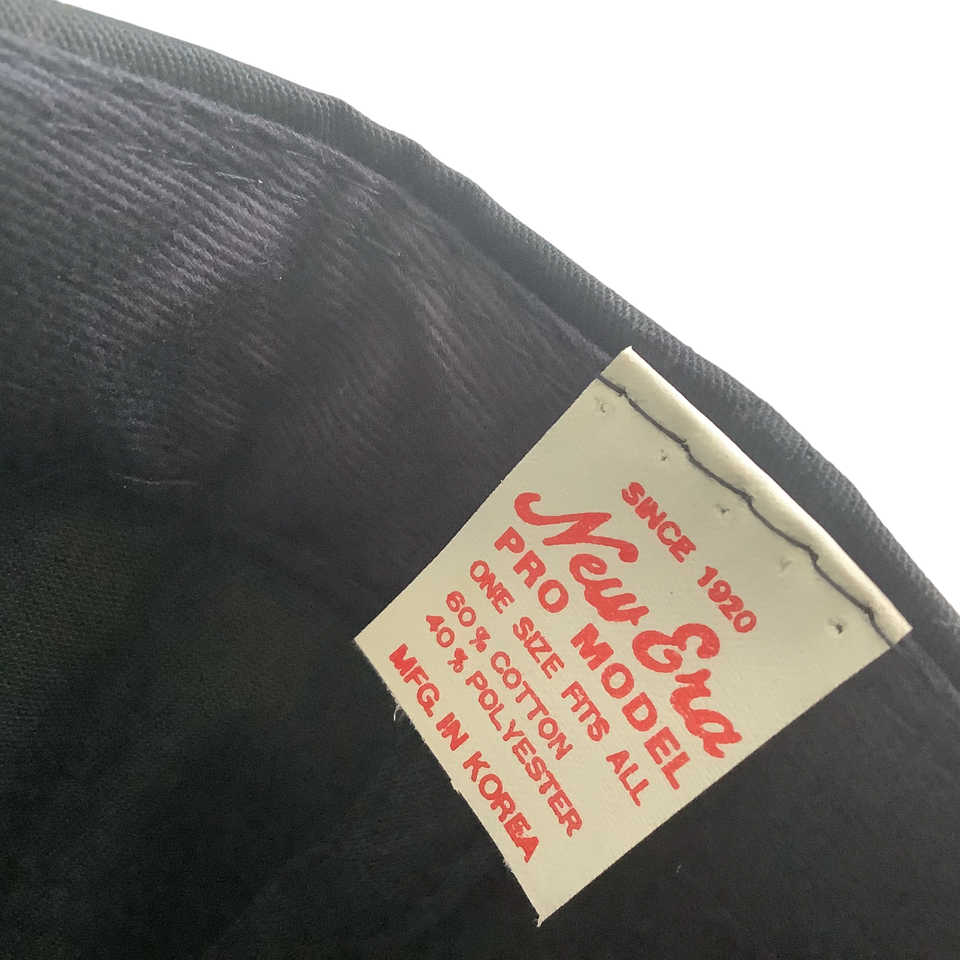 SINCE 1920
New Era
PRO MODEL
ONE SIZE FITS ALL
60% COTTON
40% POLYESTER
MFG. IN KOREA